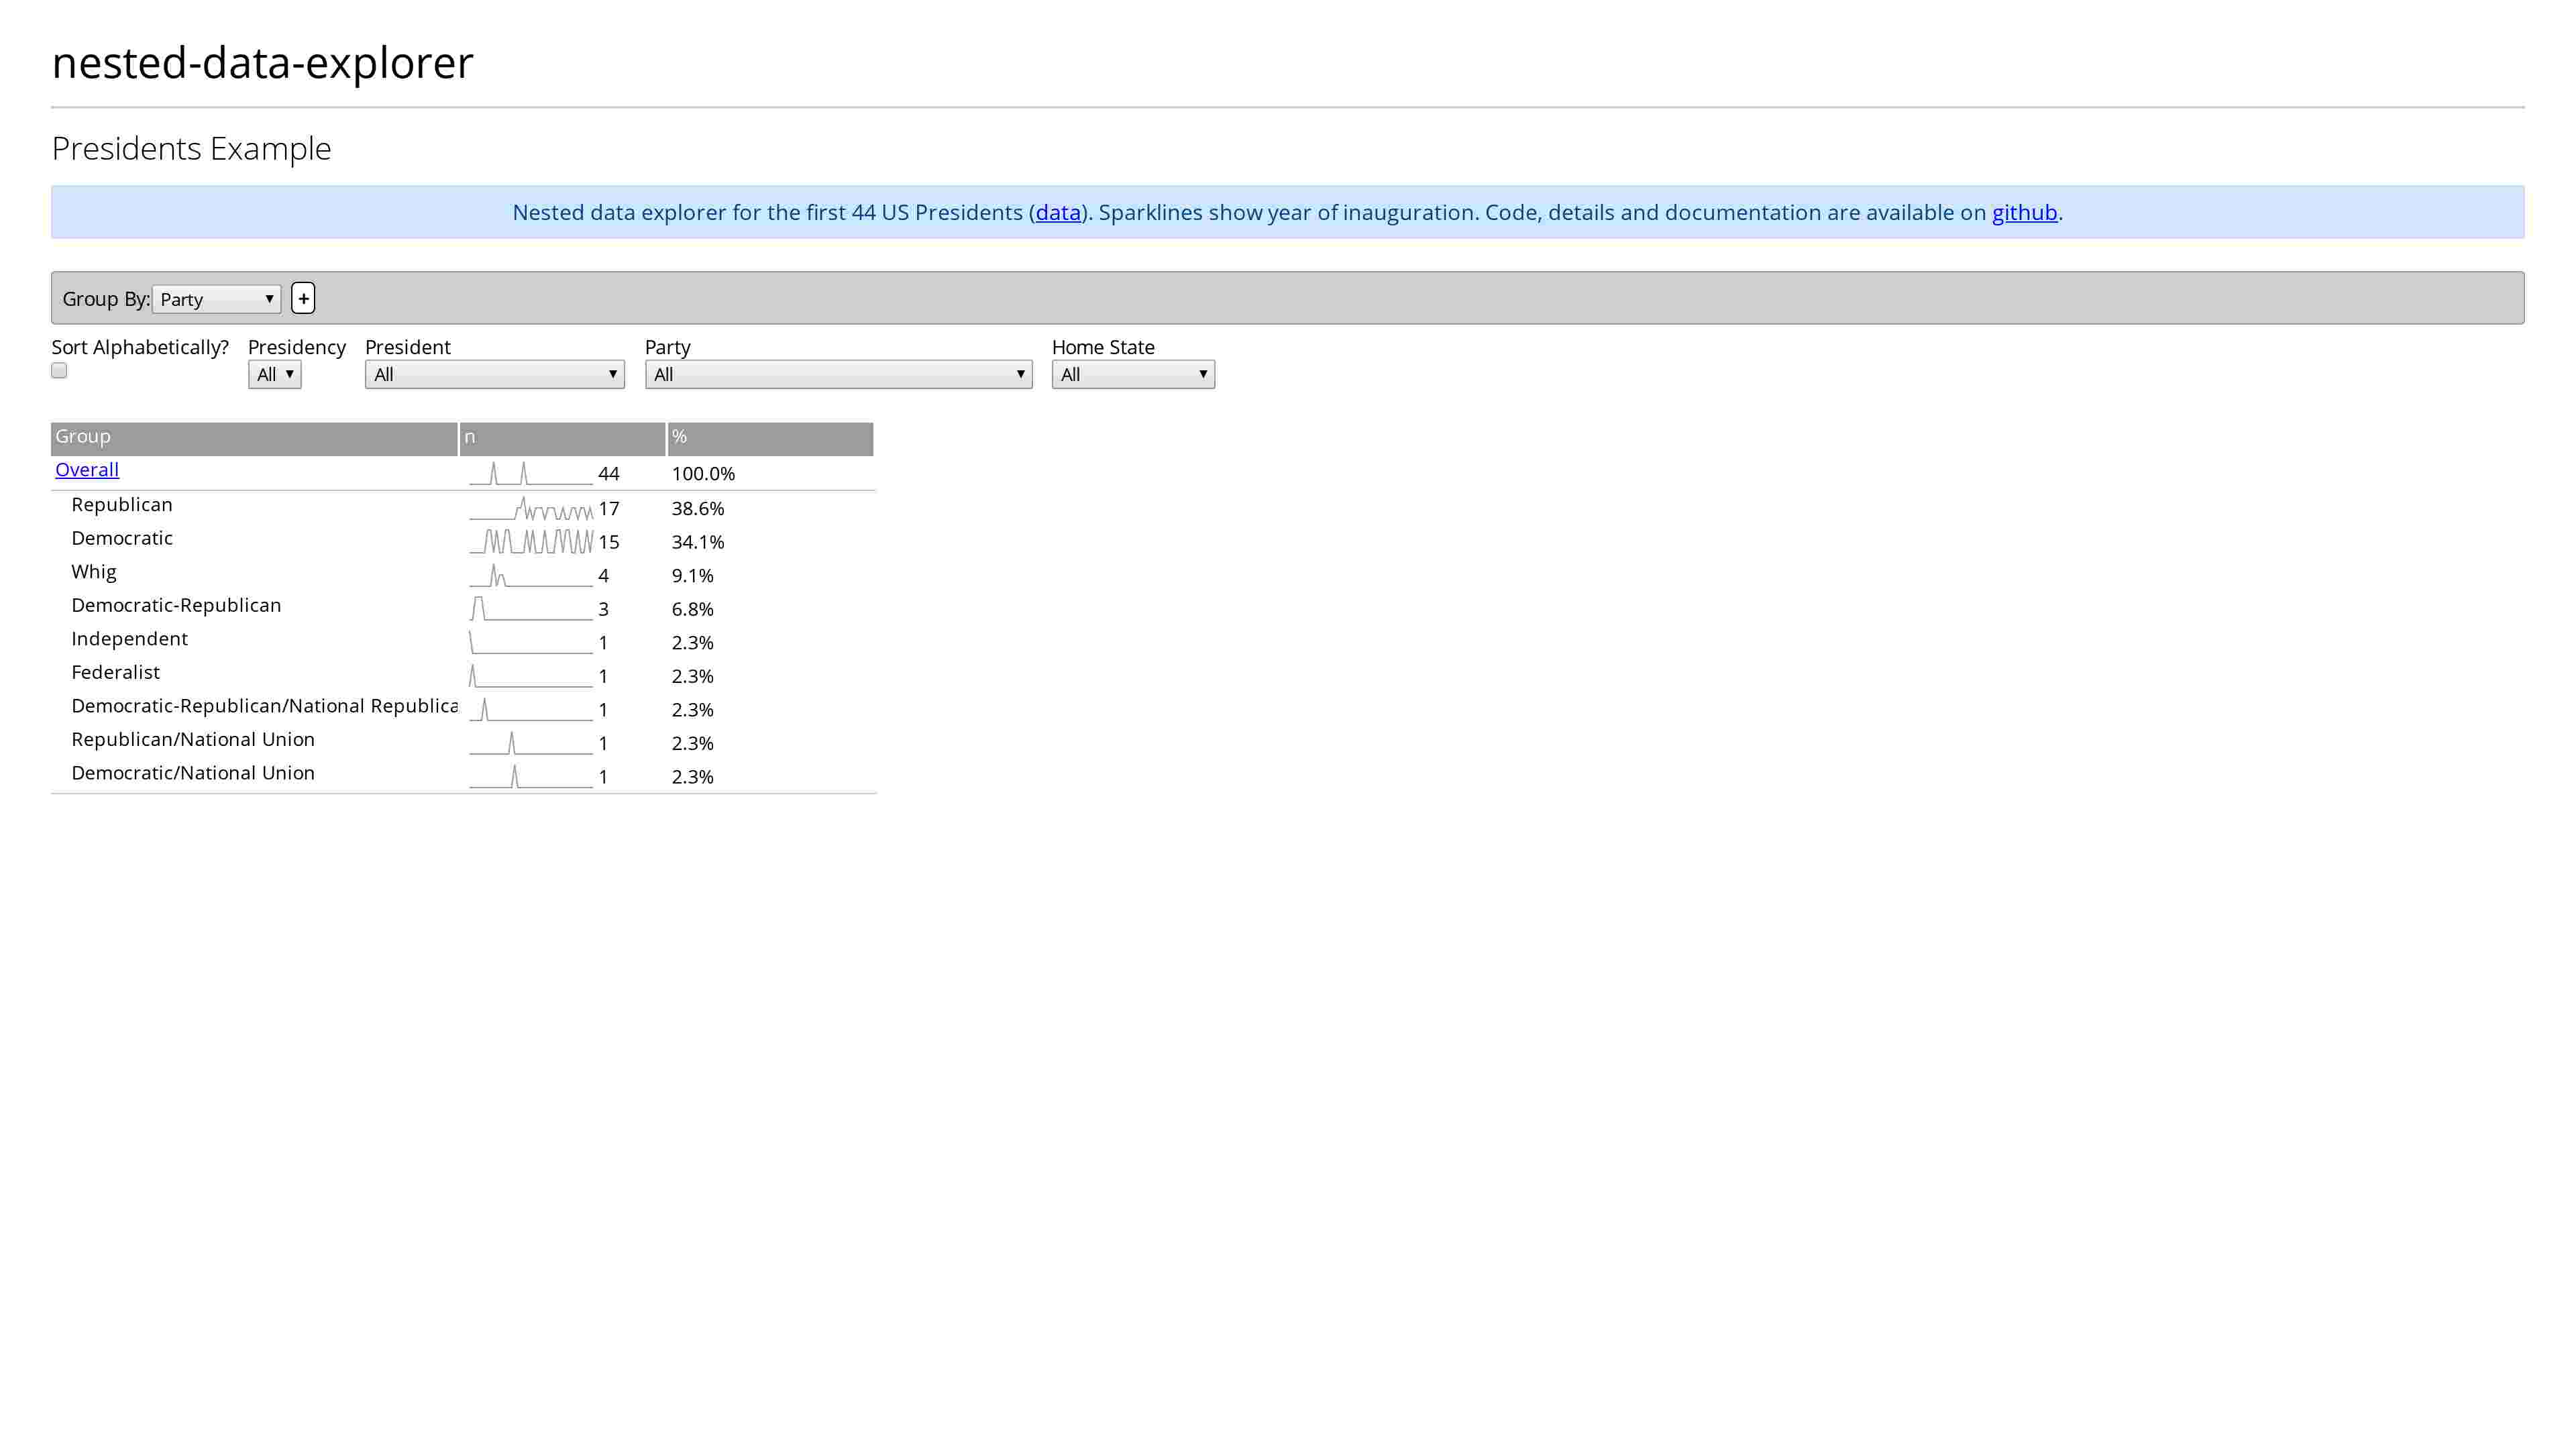 nested-data-explorer
Presidents Example
Nested data explorer for the first 44 US Presidents (data). Sparklines show year of inauguration. Code, details and documentation are available on github.
Group By: Party +
Sort Alphabetically? Presidency President Party Home State
All All All All
Group n %
Overall 44 100.0%
Republican 17 38.6%
Democratic 15 34.1%
Whig 4 9.1%
Democratic-Republican 3 6.8%
Independent 1 2.3%
Federalist 1 2.3%
Democratic-Republican/National Republica 1 2.3%
Republican/National Union 1 2.3%
Democratic/National Union 1 2.3%